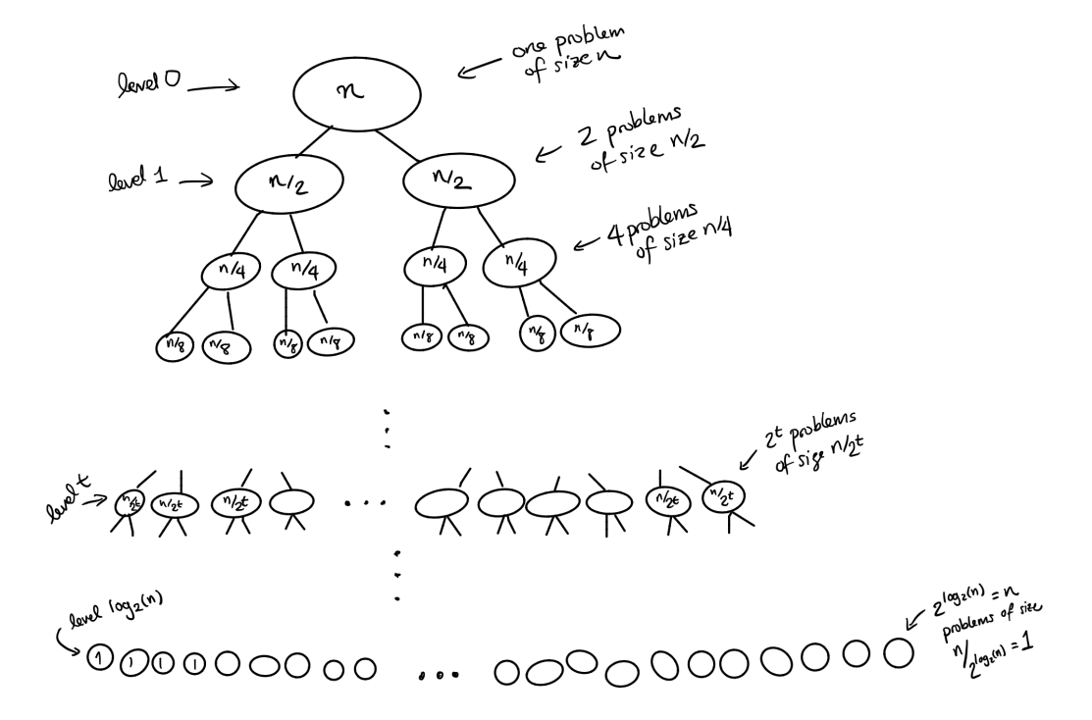 level 0
n
one problem
of size n
level 1
n/2
n/2
2 problems
of size n/2
n/4
n/4
n/4
n/4
4 problems
of size n/4
n/8
n/8
n/8
n/8
n/8
n/8
n/8
n/8
level t
n/2^t
n/2^t
n/2^t
...
n/2^t
n/2^t
2^t problems
of size n/2^t
level log₂(n)
1
1
1
1
...
2^log₂(n) = n
problems of size
n/2^log₂(n) = 1